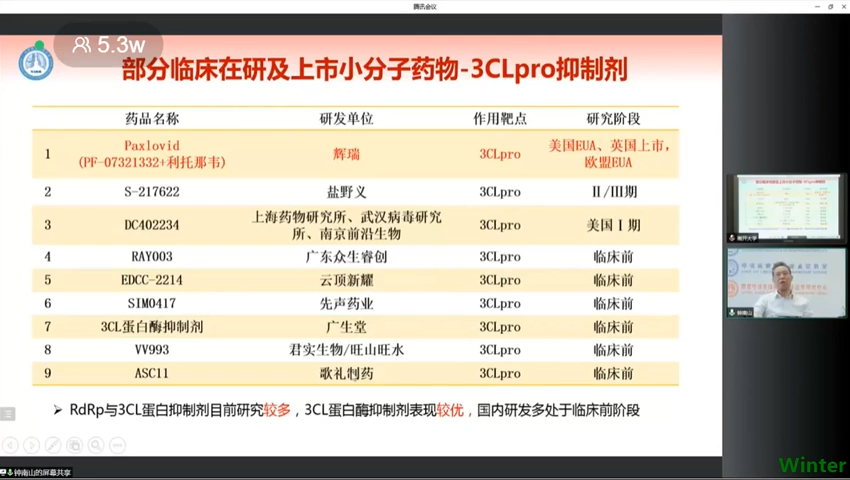 腾讯会议
5.3w
部分临床在研及上市小分子药物-3CLpro抑制剂
药品名称 研发单位 作用靶点 研究阶段
1 Paxlovid (PF-07321332+利托那韦) 辉瑞 3CLpro 美国EUA、英国上市，欧盟EUA
2 S-217622 盐野义 3CLpro Ⅱ/Ⅲ期
3 DC402234 上海药物研究所、武汉病毒研究所、南京前沿生物 3CLpro 美国Ⅰ期
4 RAY003 广东众生睿创 3CLpro 临床前
5 EDCC-2214 云顶新耀 3CLpro 临床前
6 SIM0417 先声药业 3CLpro 临床前
7 3CL蛋白酶抑制剂 广生堂 3CLpro 临床前
8 VV993 君实生物/旺山旺水 3CLpro 临床前
9 ASC11 歌礼制药 3CLpro 临床前
➢ RdRp与3CL蛋白抑制剂目前研究较多，3CL蛋白酶抑制剂表现较优，国内研发多处于临床前阶段
南开大学
钟南山
钟南山的屏幕共享
Winter